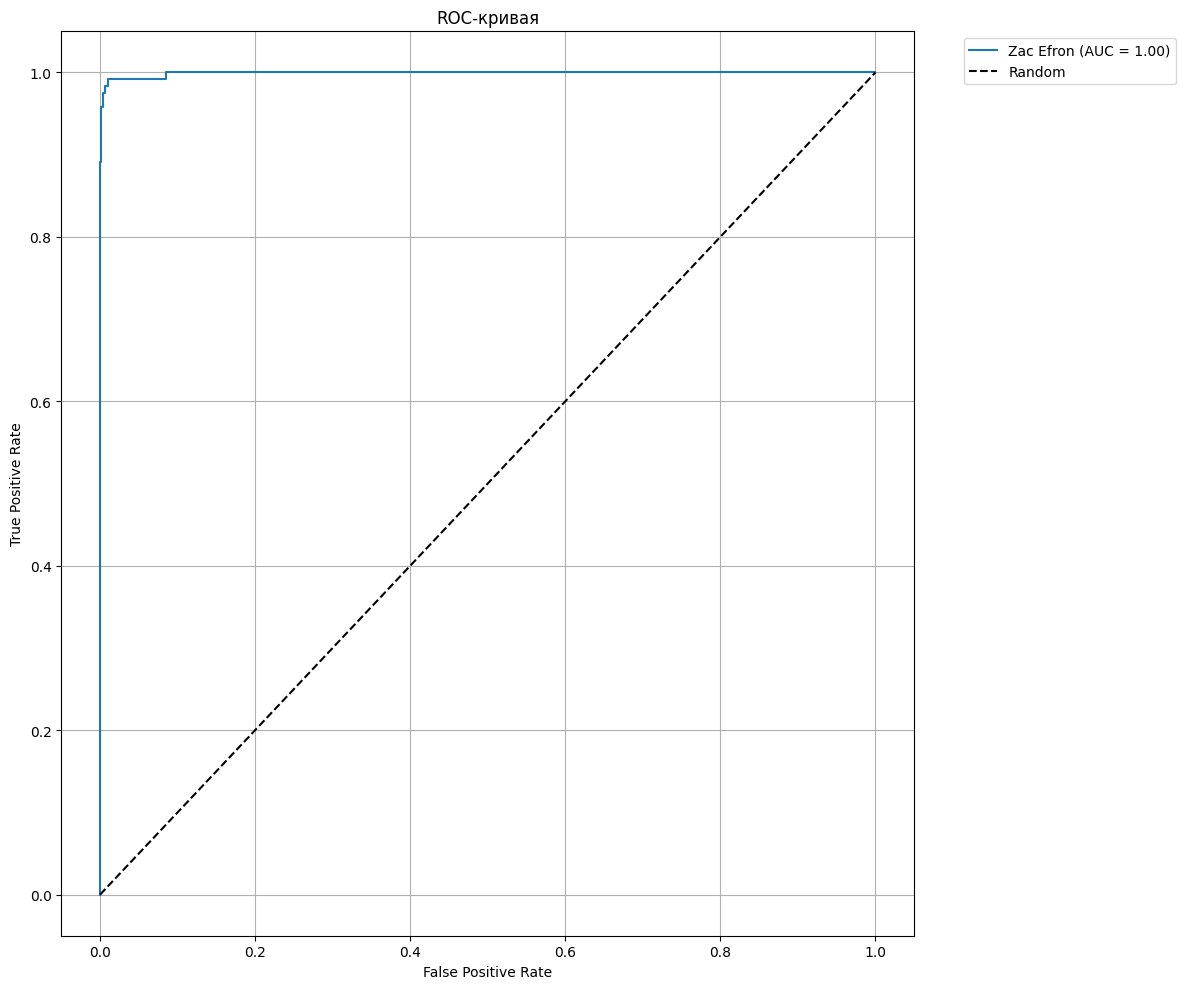 ROC-кривая
Zac Efron (AUC = 1.00)
Random
True Positive Rate
1.0
0.8
0.6
0.4
0.2
0.0
0.0 0.2 0.4 0.6 0.8 1.0
False Positive Rate